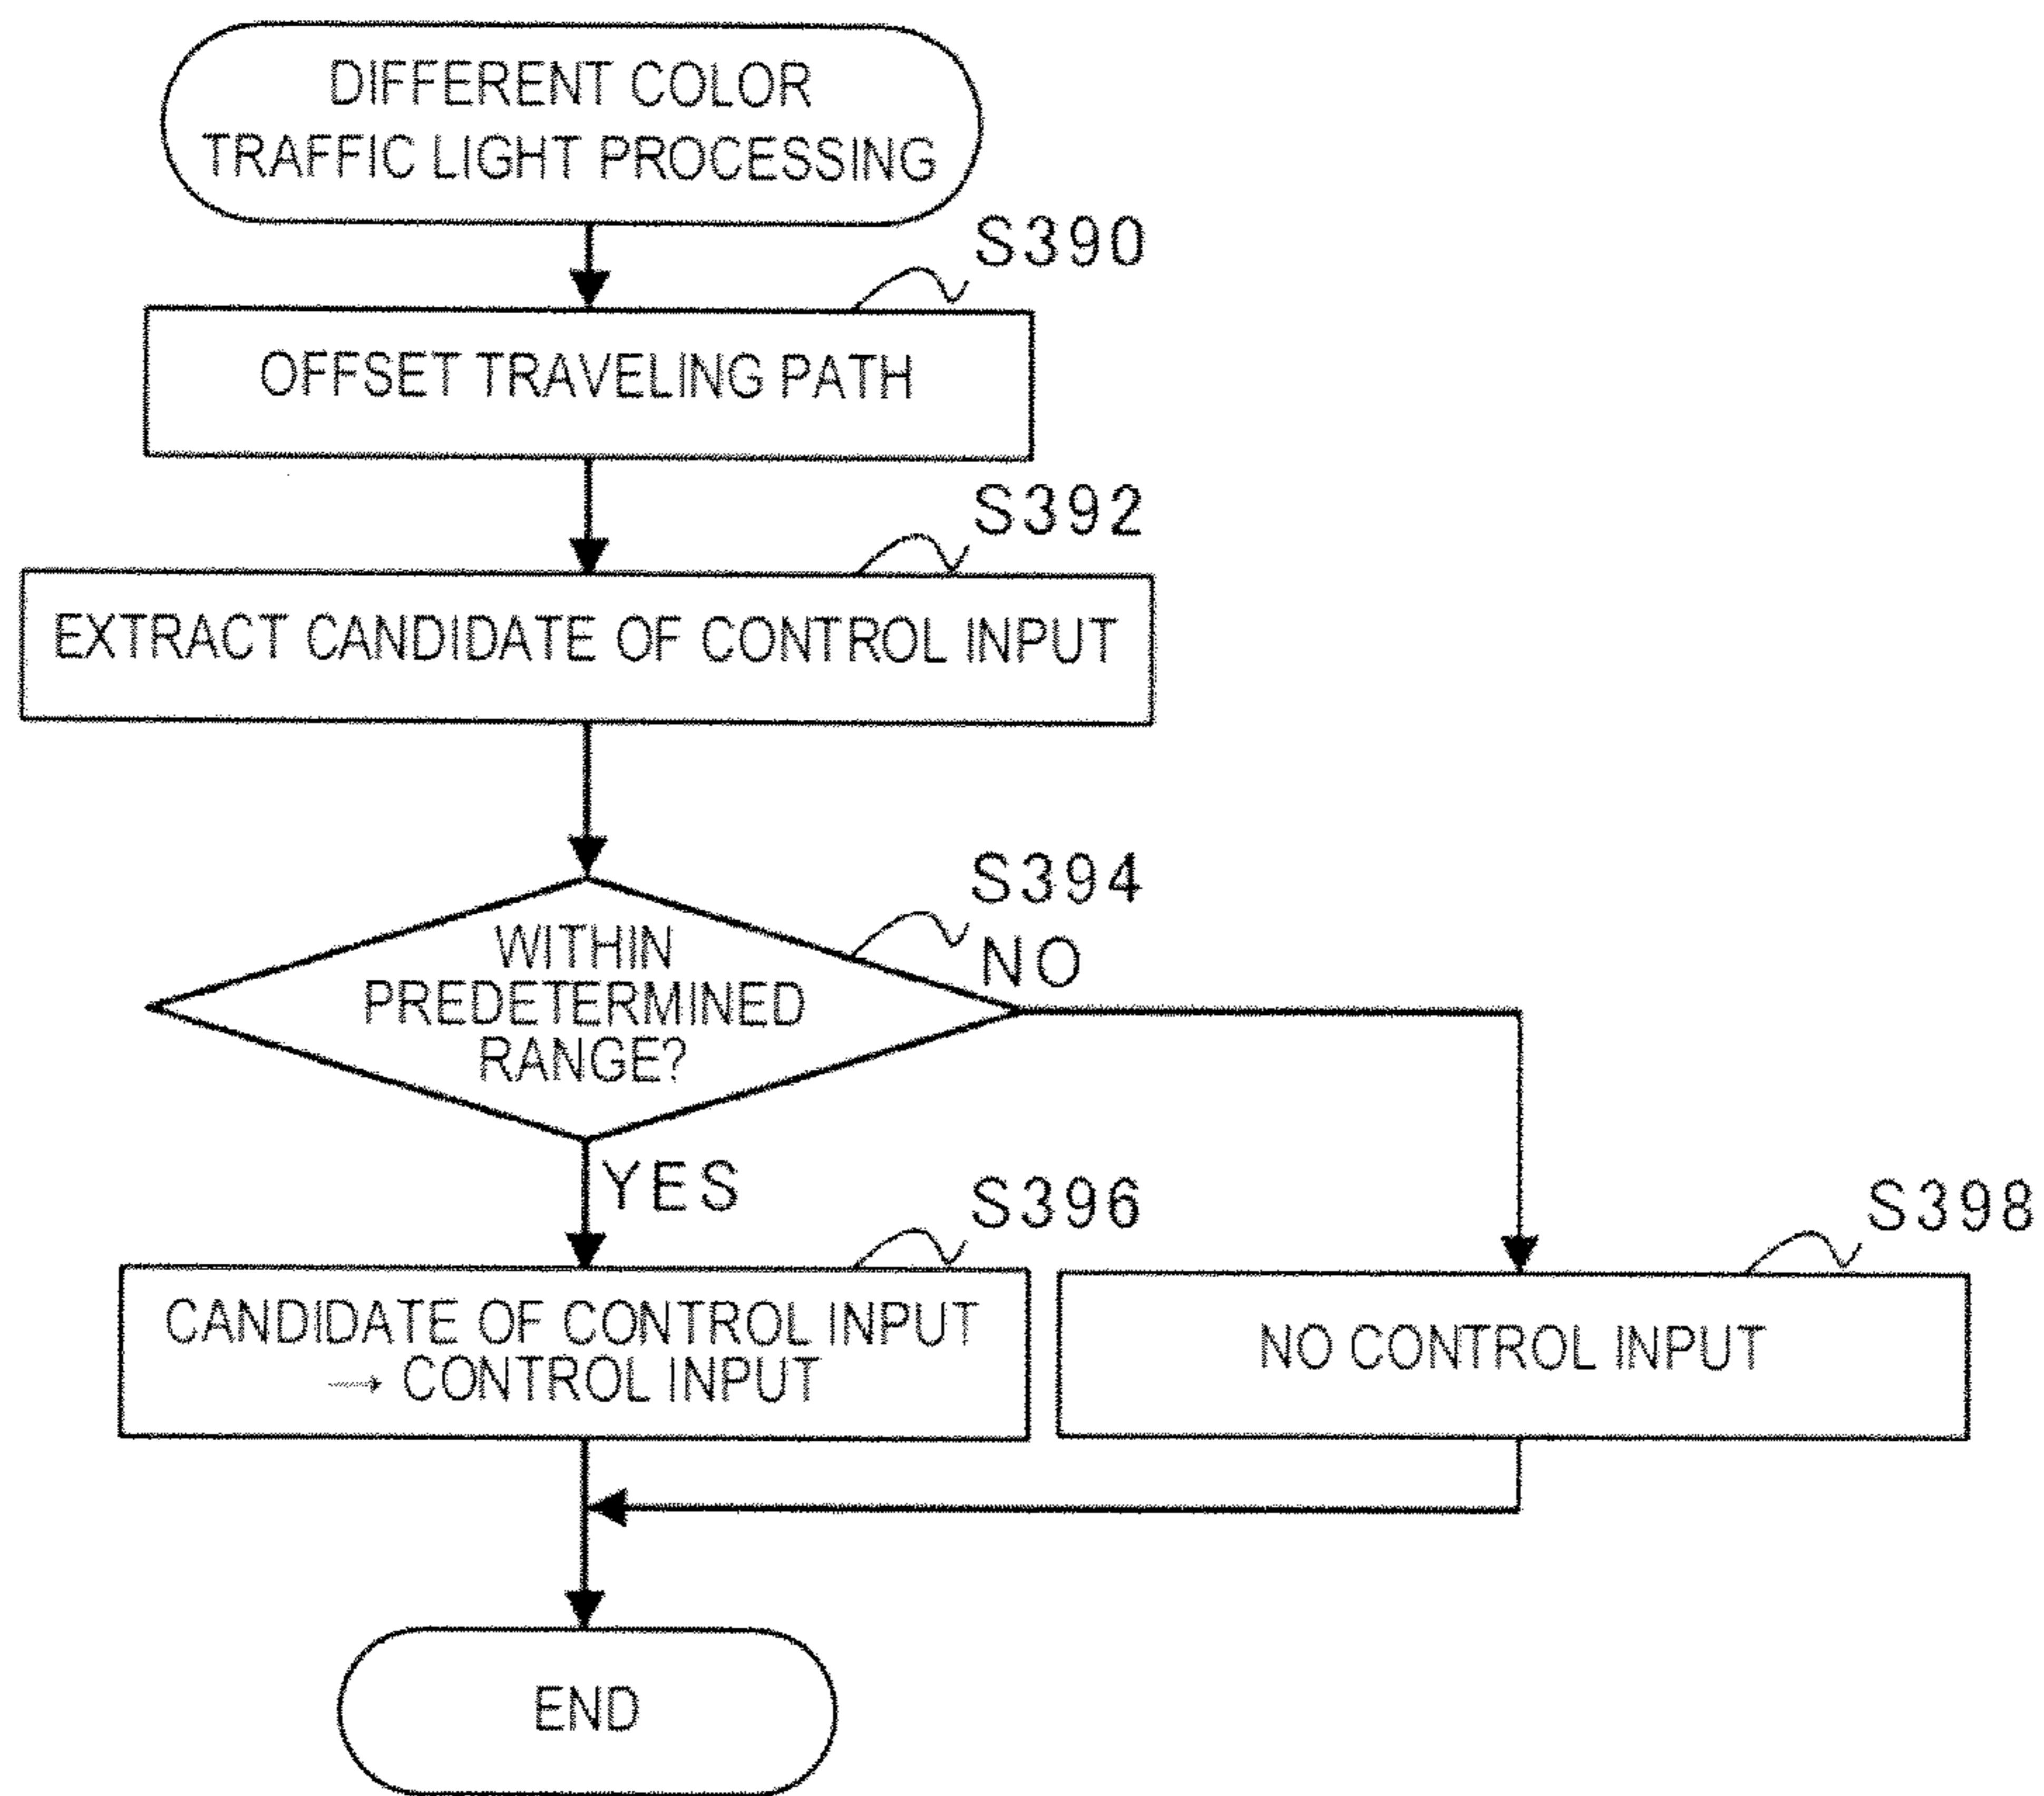 DIFFERENT COLOR
TRAFFIC LIGHT PROCESSING
S390
OFFSET TRAVELING PATH
S392
EXTRACT CANDIDATE OF CONTROL INPUT
S394
NO
WITHIN
PREDETERMINED
RANGE?
YES
S396
S398
CANDIDATE OF CONTROL INPUT
→ CONTROL INPUT
NO CONTROL INPUT
END